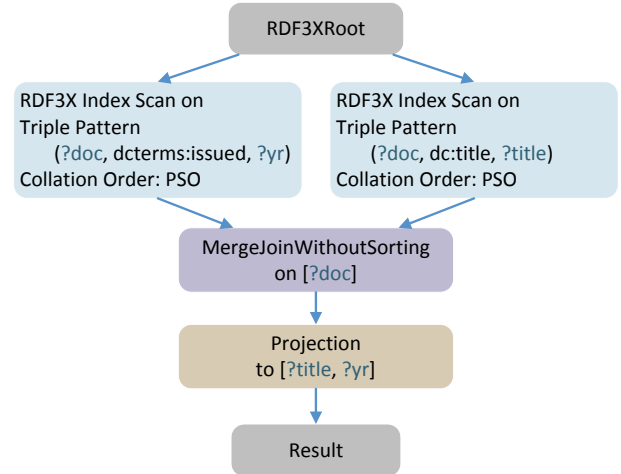 RDF3XRoot
RDF3X Index Scan on
Triple Pattern
(?doc, dcterms:issued, ?yr)
Collation Order: PSO
RDF3X Index Scan on
Triple Pattern
(?doc, dc:title, ?title)
Collation Order: PSO
MergeJoinWithoutSorting
on [?doc]
Projection
to [?title, ?yr]
Result